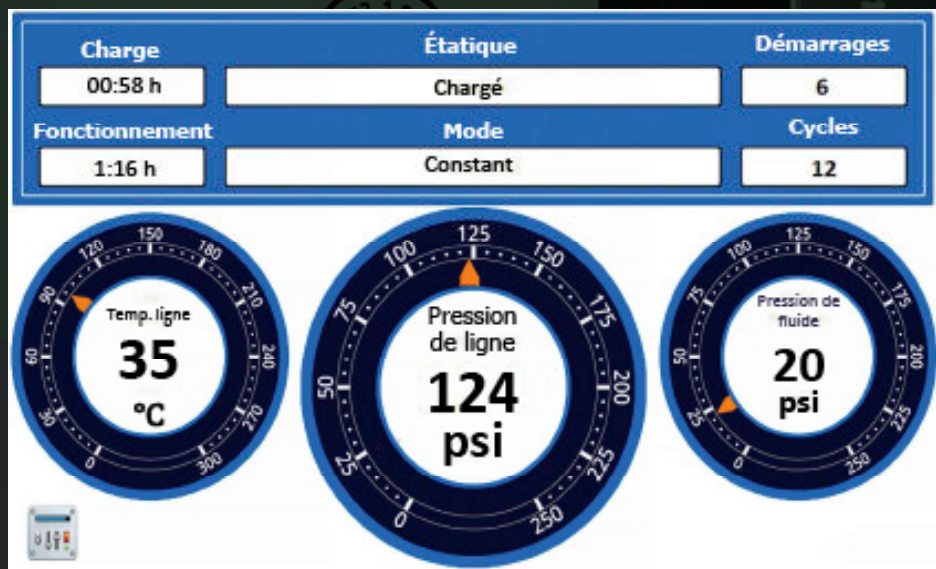 Charge
Étatique
Démarrages
00:58 h
Chargé
6
Fonctionnement
Mode
Cycles
1:16 h
Constant
12
0
30
60
90
120
150
180
210
240
270
300
Temp. ligne
35
°C
0
25
50
75
100
125
150
175
200
225
250
Pression
de ligne
124
psi
0
25
50
75
100
125
150
175
200
225
250
Pression de
fluide
20
psi